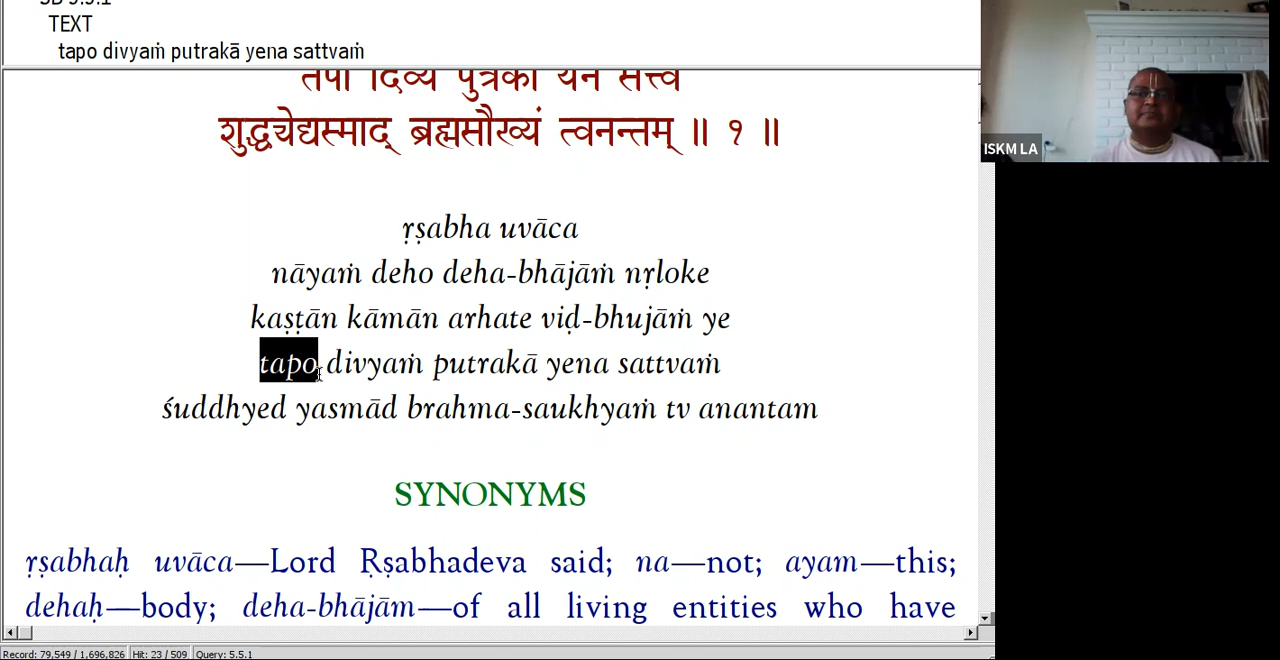 TEXT
tapo divyaṁ putrakā yena sattvaṁ
तपो दिव्यं पुत्रका येन सत्त्वं
शुद्ध्येद्यस्माद् ब्रह्मसौख्यं त्वनन्तम् ॥ १ ॥
ṛṣabha uvāca
nāyaṁ deho deha-bhājāṁ nṛloke
kaṣṭān kāmān arhate viḍ-bhujāṁ ye
tapo divyaṁ putrakā yena sattvaṁ
śuddhyed yasmād brahma-saukhyaṁ tv anantam
SYNONYMS
ṛṣabhaḥ uvāca—Lord Ṛṣabhadeva said; na—not; ayam—this;
dehaḥ—body; deha-bhājām—of all living entities who have
Record: 79,549 / 1,696,826 Hit: 23 / 509 Query: 5.5.1
ISKM LA